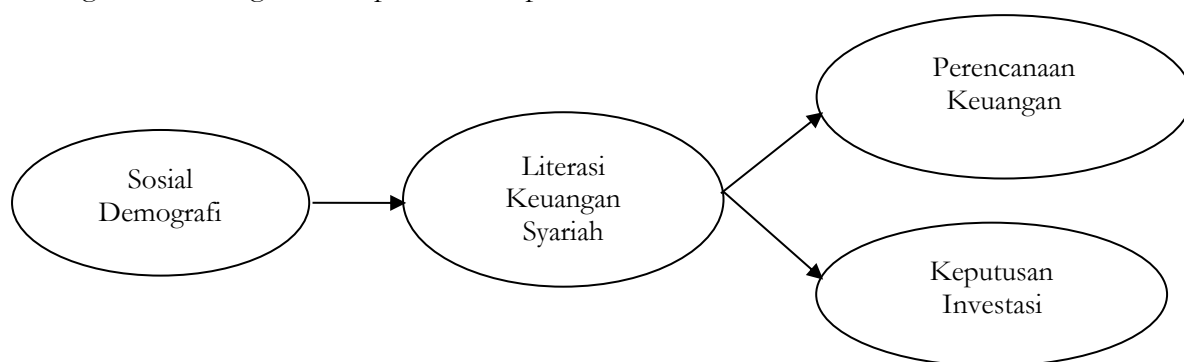 Sosial
Demografi
Literasi
Keuangan
Syariah
Perencanaan
Keuangan
Keputusan
Investasi